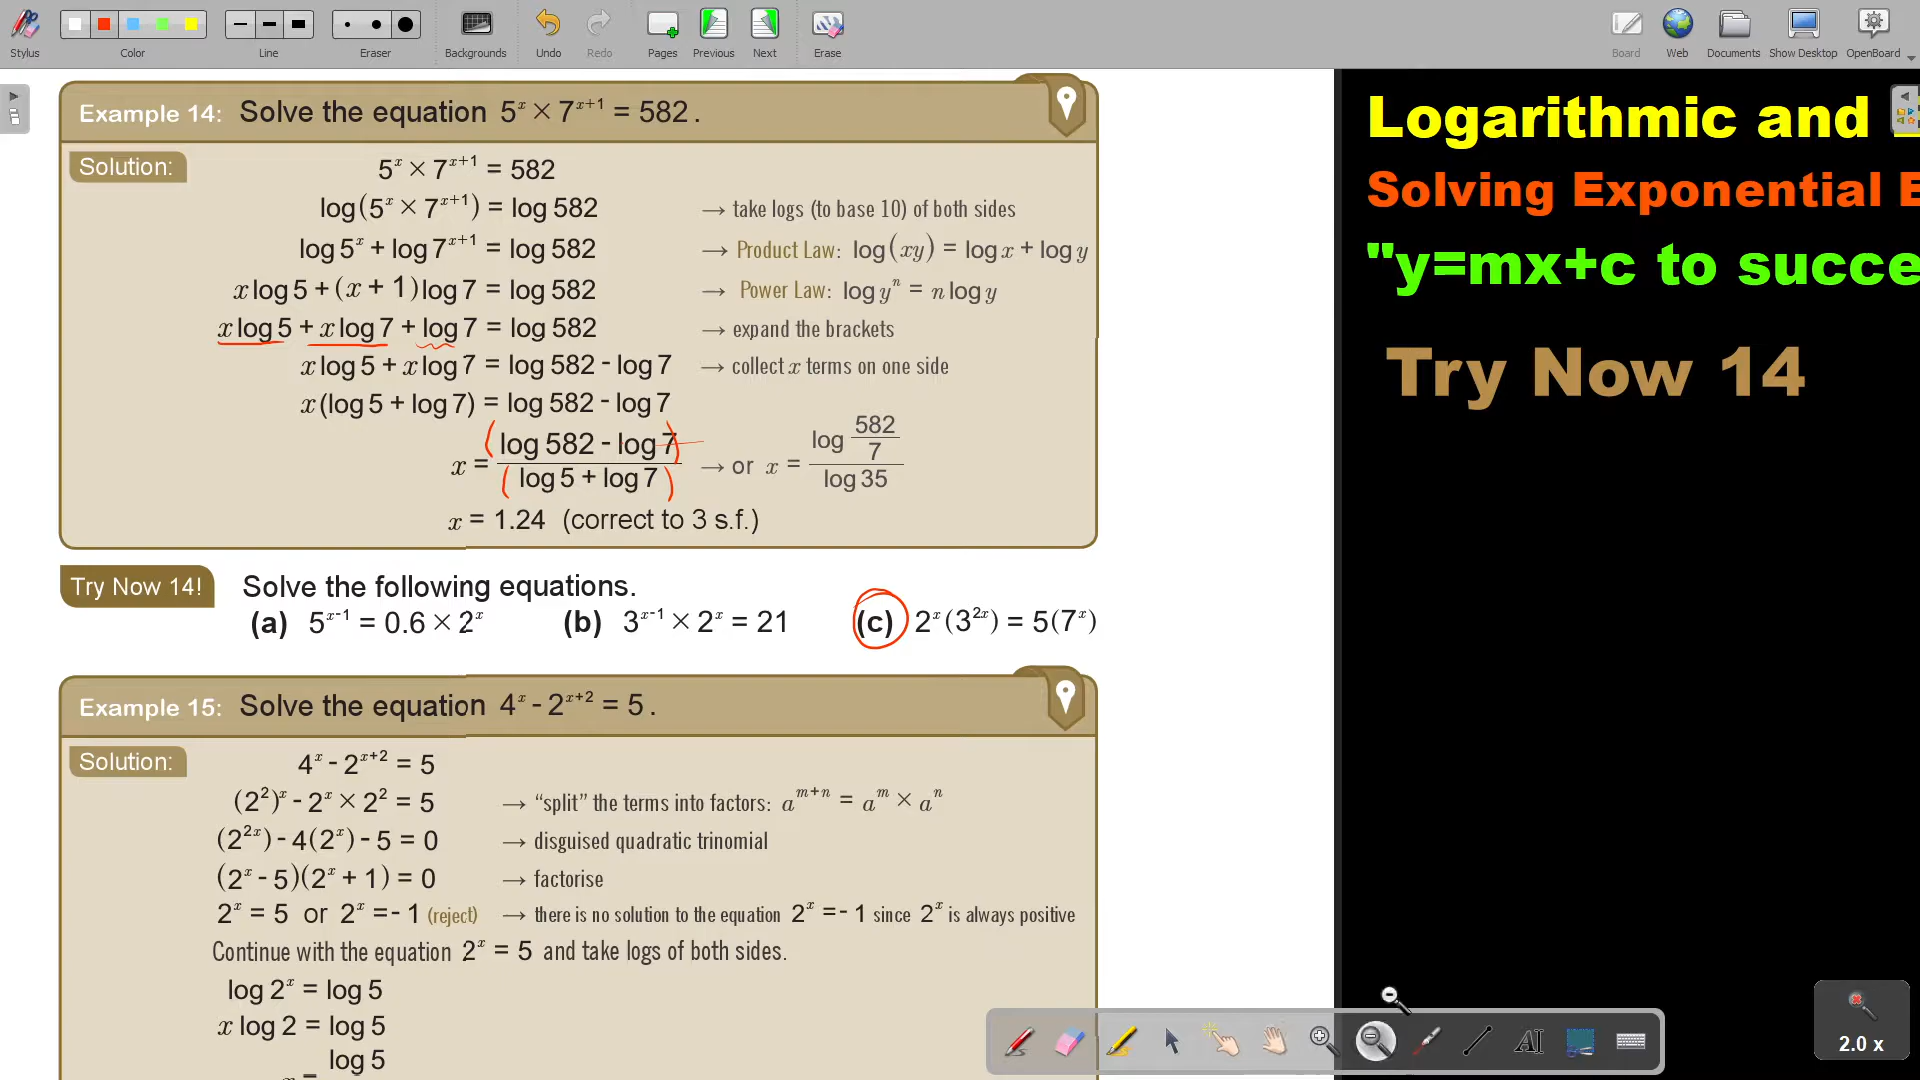 Stylus
Color
Line
Eraser
Backgrounds
Undo
Redo
Pages
Previous
Next
Erase
Board
Web
Documents
Show Desktop
OpenBoard
Example 14: Solve the equation 5^x × 7^(x+1) = 582.
Solution:
5^x × 7^(x+1) = 582
log(5^x × 7^(x+1)) = log 582 → take logs (to base 10) of both sides
log 5^x + log 7^(x+1) = log 582 → Product Law: log(xy) = log x + log y
x log 5 + (x + 1) log 7 = log 582 → Power Law: log y^n = n log y
x log 5 + x log 7 + log 7 = log 582 → expand the brackets
x log 5 + x log 7 = log 582 - log 7 → collect x terms on one side
x (log 5 + log 7) = log 582 - log 7
x = (log 582 - log 7) / (log 5 + log 7) → or x = log (582/7) / log 35
x = 1.24 (correct to 3 s.f.)
Try Now 14! Solve the following equations.
(a) 5^(x-1) = 0.6 × 2^x (b) 3^(x-1) × 2^x = 21 (c) 2^x (3^(2x)) = 5(7^x)
Example 15: Solve the equation 4^x - 2^(x+2) = 5.
Solution:
4^x - 2^(x+2) = 5
(2^2)^x - 2^x × 2^2 = 5 → “split” the terms into factors: a^(m+n) = a^m × a^n
(2^(2x)) - 4(2^x) - 5 = 0 → disguised quadratic trinomial
(2^x - 5)(2^x + 1) = 0 → factorise
2^x = 5 or 2^x = - 1 (reject) → there is no solution to the equation 2^x = - 1 since 2^x is always positive
Continue with the equation 2^x = 5 and take logs of both sides.
log 2^x = log 5
x log 2 = log 5
x = log 5
Logarithmic and
Solving Exponential E
"y=mx+c to succe
Try Now 14
AI
2.0 x